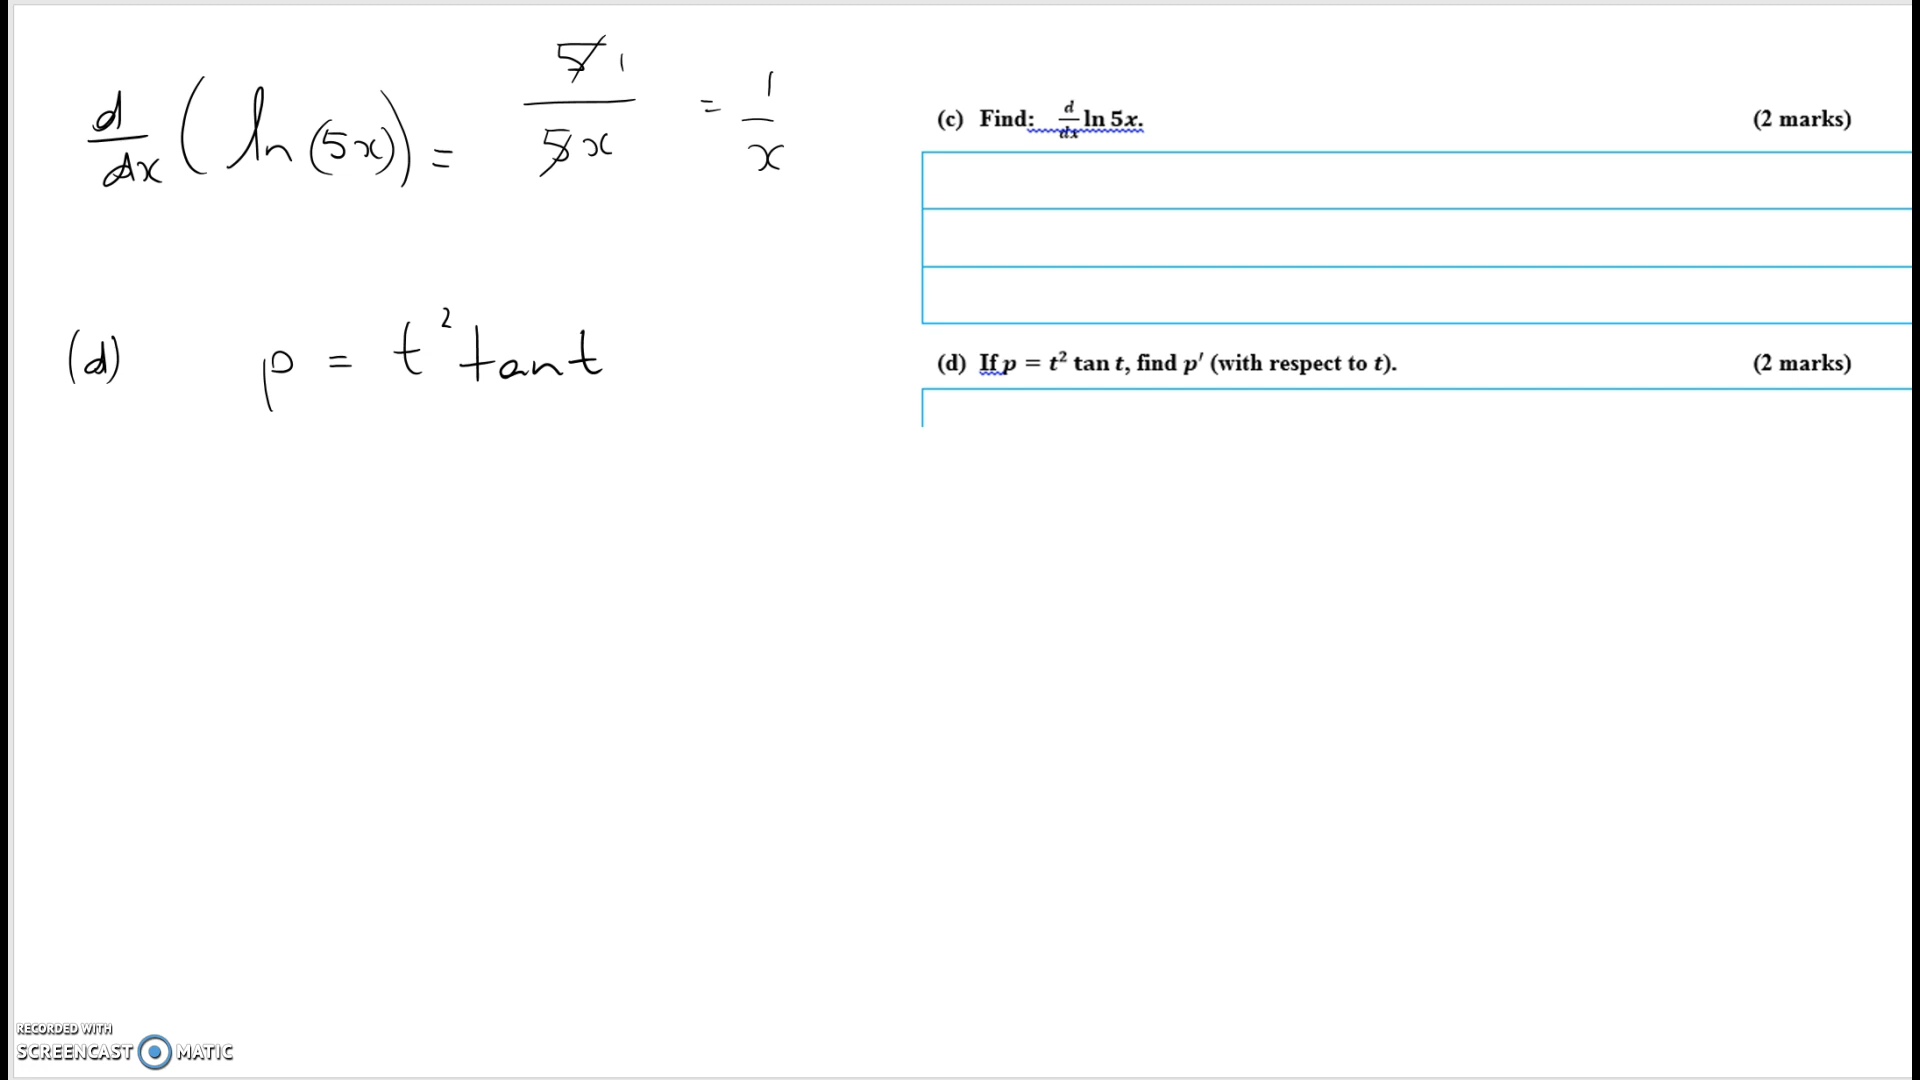 d/dx (ln(5x)) = 5 1/5x = 1/x
(d) p = t² tan t
(c) Find: d/dx ln 5x. (2 marks)
(d) If p = t² tan t, find p′ (with respect to t). (2 marks)
RECORDED WITH
SCREENCAST MATIC